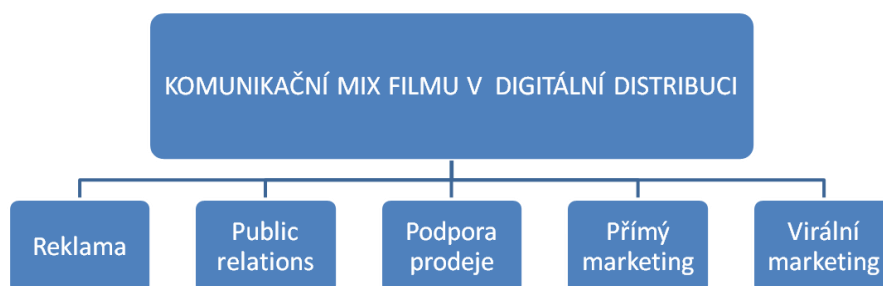 KOMUNIKAČNÍ MIX FILMU V DIGITÁLNÍ DISTRIBUCI
Reklama
Public
relations
Podpora
prodeje
Přímý
marketing
Virální
marketing